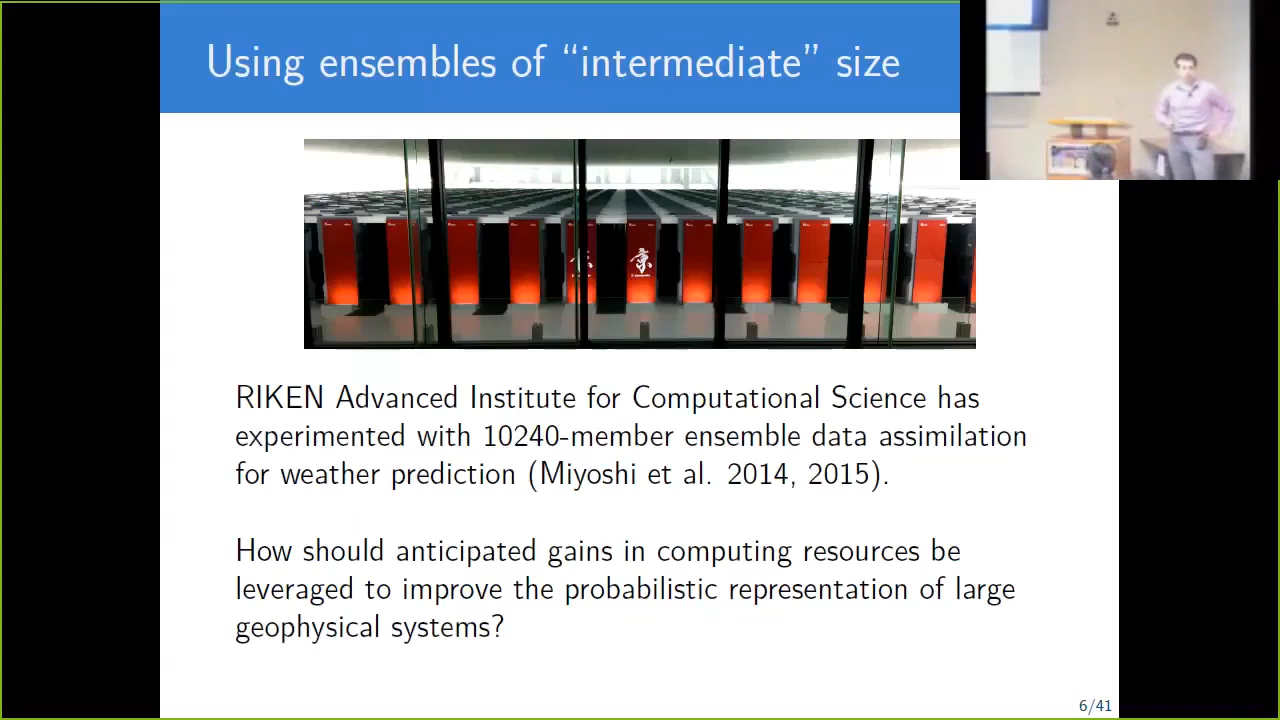 Using ensembles of “intermediate” size
京
RIKEN Advanced Institute for Computational Science has
experimented with 10240-member ensemble data assimilation
for weather prediction (Miyoshi et al. 2014, 2015).
How should anticipated gains in computing resources be
leveraged to improve the probabilistic representation of large
geophysical systems?
6/41